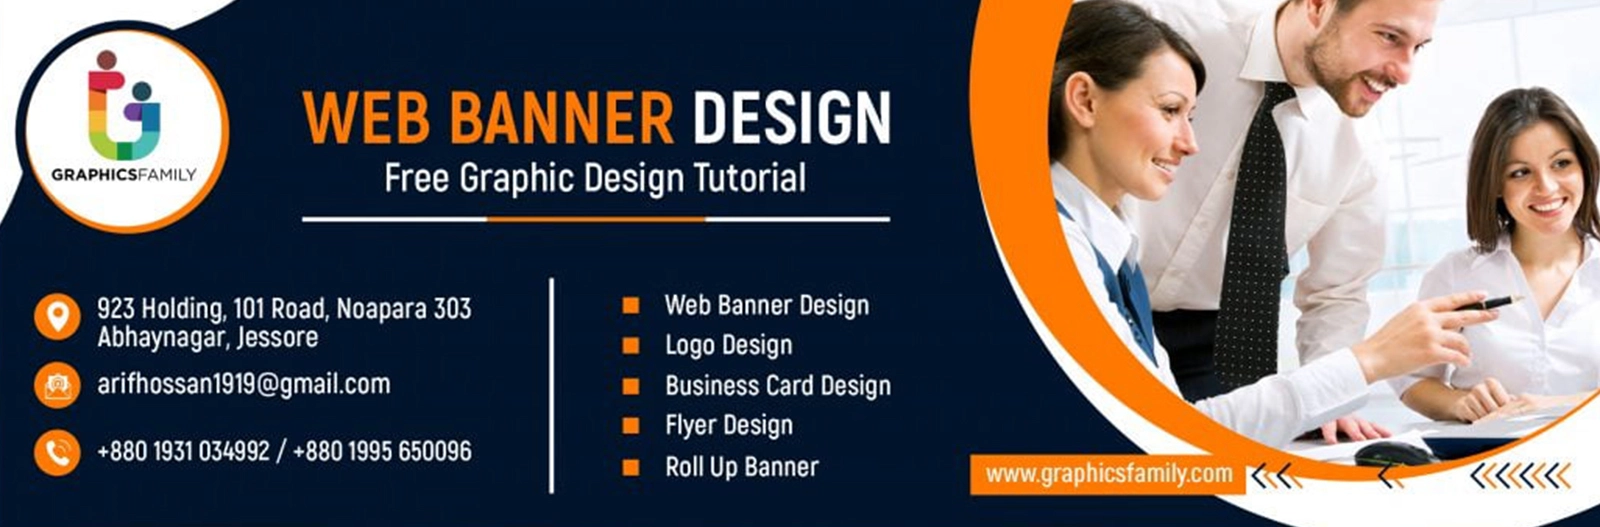 GRAPHICSFAMILY
WEB BANNER DESIGN
Free Graphic Design Tutorial
923 Holding, 101 Road, Noapara 303
Abhaynagar, Jessore
arifhossan1919@gmail.com
+880 1931 034992 / +880 1995 650096
Web Banner Design
Logo Design
Business Card Design
Flyer Design
Roll Up Banner
www.graphicsfamily.com